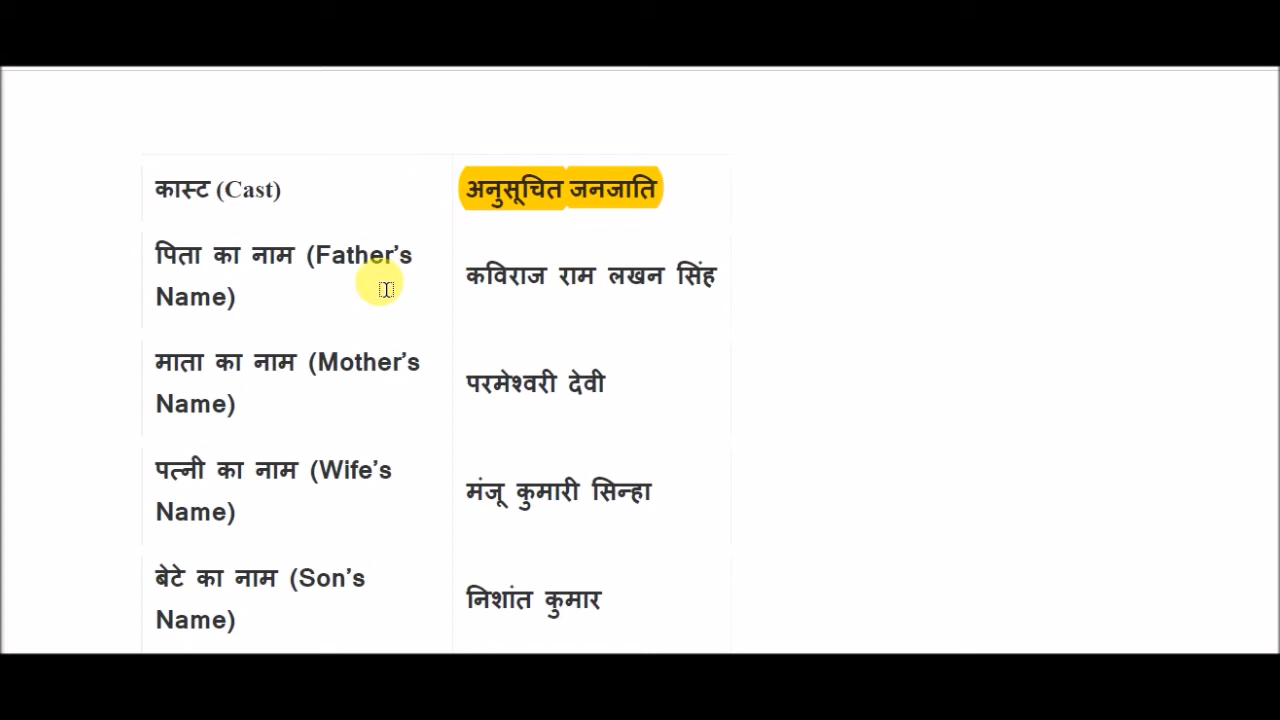 कास्ट (Cast) अनुसूचित जनजाति
पिता का नाम (Father’s
Name)
कविराज राम लखन सिंह
माता का नाम (Mother’s
Name)
परमेश्वरी देवी
पत्नी का नाम (Wife’s
Name)
मंजू कुमारी सिन्हा
बेटे का नाम (Son’s
Name)
निशांत कुमार